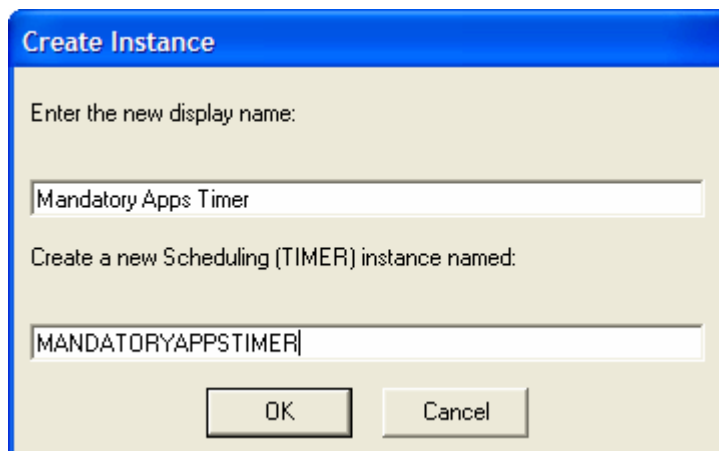 Create Instance
Enter the new display name:
Mandatory Apps Timer
Create a new Scheduling (TIMER) instance named:
MANDATORYAPPSTIMER
OK Cancel